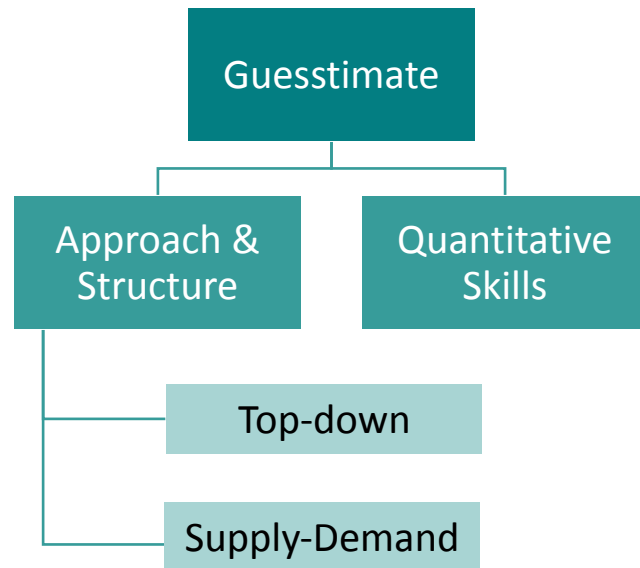 Guesstimate
Approach &
Structure
Quantitative
Skills
Top-down
Supply-Demand